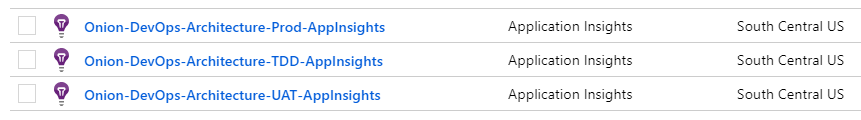 Onion-DevOps-Architecture-Prod-AppInsights Application Insights South Central US
Onion-DevOps-Architecture-TDD-AppInsights Application Insights South Central US
Onion-DevOps-Architecture-UAT-AppInsights Application Insights South Central US